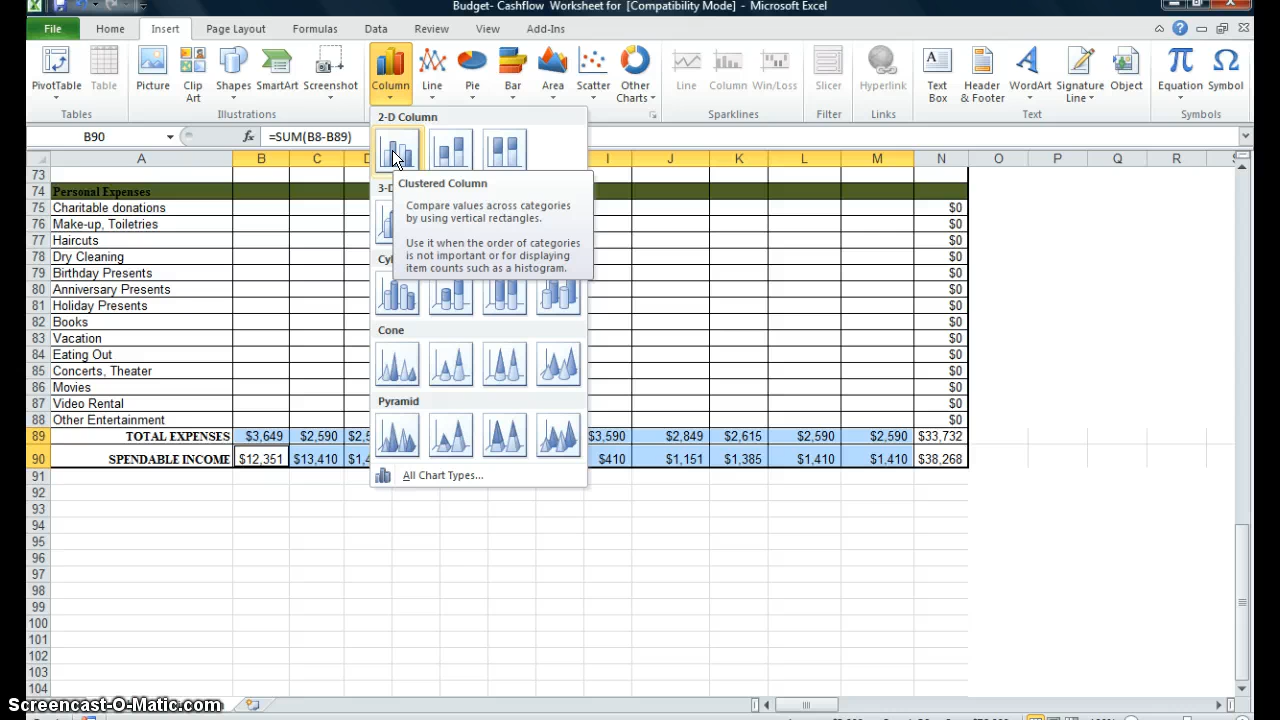 Budget- Cashflow Worksheet for [Compatibility Mode] - Microsoft Excel
File Home Insert Page Layout Formulas Data Review View Add-Ins
PivotTable Table Picture Clip Art Shapes SmartArt Screenshot Column Line Pie Bar Area Scatter Other Charts Line Column Win/Loss Slicer Hyperlink Text Box Header & Footer WordArt Signature Line Object Equation Symbol
Tables Illustrations Sparklines Filter Links Text Symbols
B90 fx =SUM(B8-B89)
A B C D I J K L M N O P Q R
2-D Column
Clustered Column
Compare values across categories
by using vertical rectangles.
Use it when the order of categories
is not important or for displaying
item counts such as a histogram.
3-D
Cyl
Cone
Pyramid
All Chart Types...
73
74 Personal Expenses
75 Charitable donations $0
76 Make-up, Toiletries $0
77 Haircuts $0
78 Dry Cleaning $0
79 Birthday Presents $0
80 Anniversary Presents $0
81 Holiday Presents $0
82 Books $0
83 Vacation $0
84 Eating Out $0
85 Concerts, Theater $0
86 Movies $0
87 Video Rental $0
88 Other Entertainment $0
89 TOTAL EXPENSES $3,649 $2,590 $3,590 $2,849 $2,615 $2,590 $2,590 $33,732
90 SPENDABLE INCOME $12,351 $13,410 $410 $1,151 $1,385 $1,410 $1,410 $38,268
91
92
93
94
95
96
97
98
99
100
101
102
103
104
Screencast-O-Matic.com